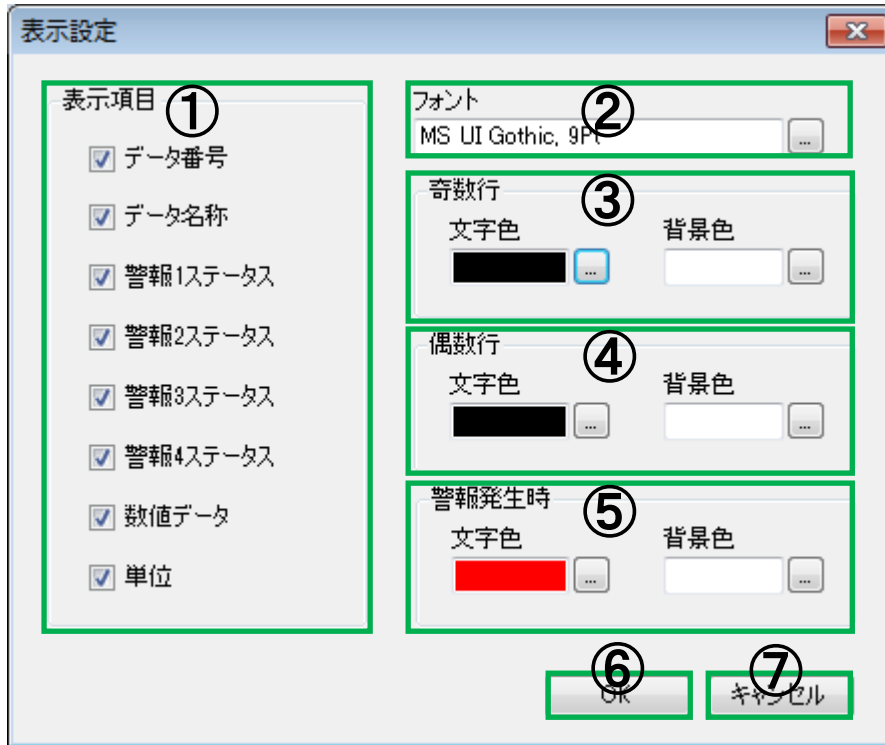 表示設定
表示項目 ①
データ番号
データ名称
警報1ステータス
警報2ステータス
警報3ステータス
警報4ステータス
数値データ
単位
フォント ②
MS UI Gothic, 9Pt
...
奇数行 ③
文字色 背景色
... ...
偶数行 ④
文字色 背景色
... ...
警報発生時 ⑤
文字色 背景色
... ...
⑥ ⑦
OK キャンセル